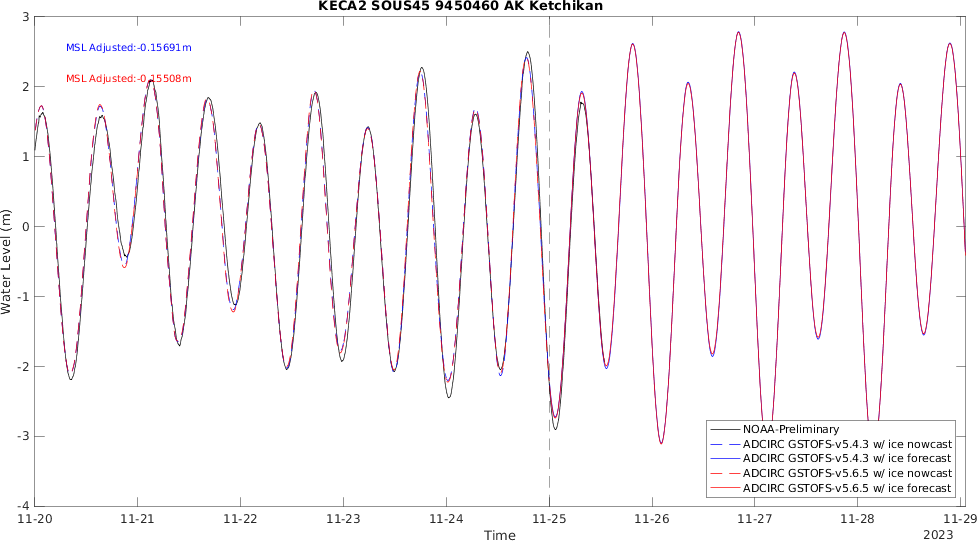 KECA2 SOUS45 9450460 AK Ketchikan
MSL Adjusted:-0.15691m
MSL Adjusted:-0.15508m
Water Level (m)
3
2
1
0
-1
-2
-3
-4
NOAA-Preliminary
ADCIRC GSTOFS-v5.4.3 w/ ice nowcast
ADCIRC GSTOFS-v5.4.3 w/ ice forecast
ADCIRC GSTOFS-v5.6.5 w/ ice nowcast
ADCIRC GSTOFS-v5.6.5 w/ ice forecast
11-20 11-21 11-22 11-23 11-24 11-25 11-26 11-27 11-28 11-29
Time
2023